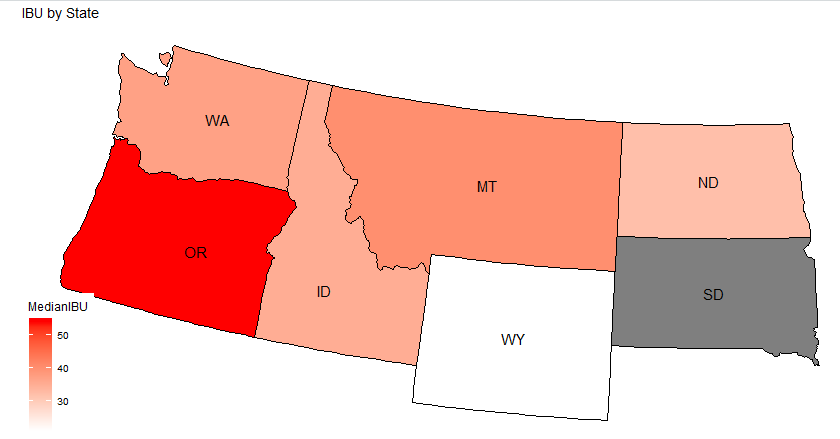 IBU by State
WA
MT
ND
OR
ID
SD
WY
MedianIBU
50
40
30